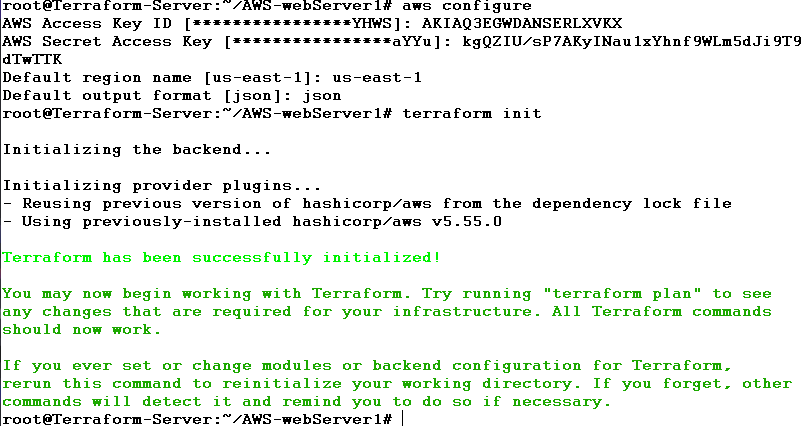 root@Terraform-Server:~/AWS-webServer1# aws configure
AWS Access Key ID [****************YHWS]: AKIAQ3EGWDANSERLXVKX
AWS Secret Access Key [****************aYYu]: kgQZIU/sP7AKyINau1xYhnf9WLm5dJi9T9
dTwTTK
Default region name [us-east-1]: us-east-1
Default output format [json]: json
root@Terraform-Server:~/AWS-webServer1# terraform init
Initializing the backend...
Initializing provider plugins...
- Reusing previous version of hashicorp/aws from the dependency lock file
- Using previously-installed hashicorp/aws v5.55.0
Terraform has been successfully initialized!
You may now begin working with Terraform. Try running "terraform plan" to see
any changes that are required for your infrastructure. All Terraform commands
should now work.
If you ever set or change modules or backend configuration for Terraform,
rerun this command to reinitialize your working directory. If you forget, other
commands will detect it and remind you to do so if necessary.
root@Terraform-Server:~/AWS-webServer1#